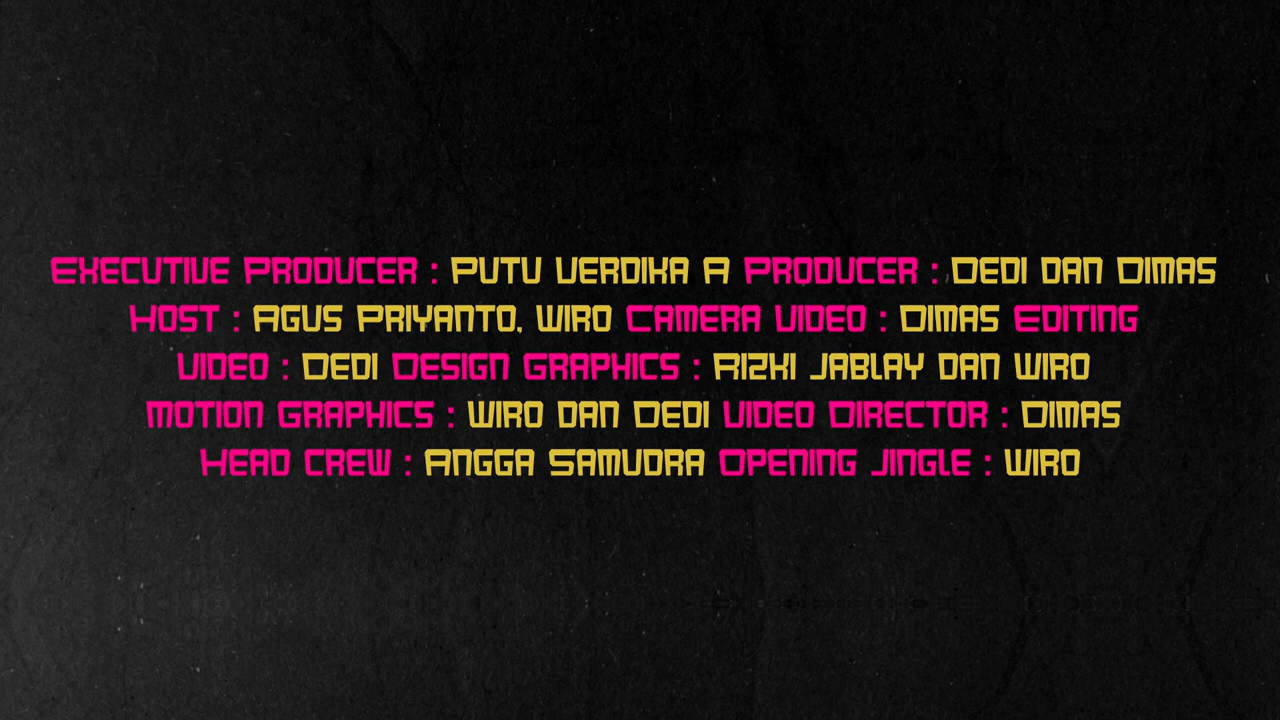 EXECUTIVE PRODUCER : PUTU VERDIKA A PRODUCER : DEDI DAN DIMAS
HOST : AGUS PRIYANTO, WIRO CAMERA VIDEO : DIMAS EDITING
VIDEO : DEDI DESIGN GRAPHICS : RIZKI JABLAY DAN WIRO
MOTION GRAPHICS : WIRO DAN DEDI VIDEO DIRECTOR : DIMAS
HEAD CREW : ANGGA SAMUDRA OPENING JINGLE : WIRO